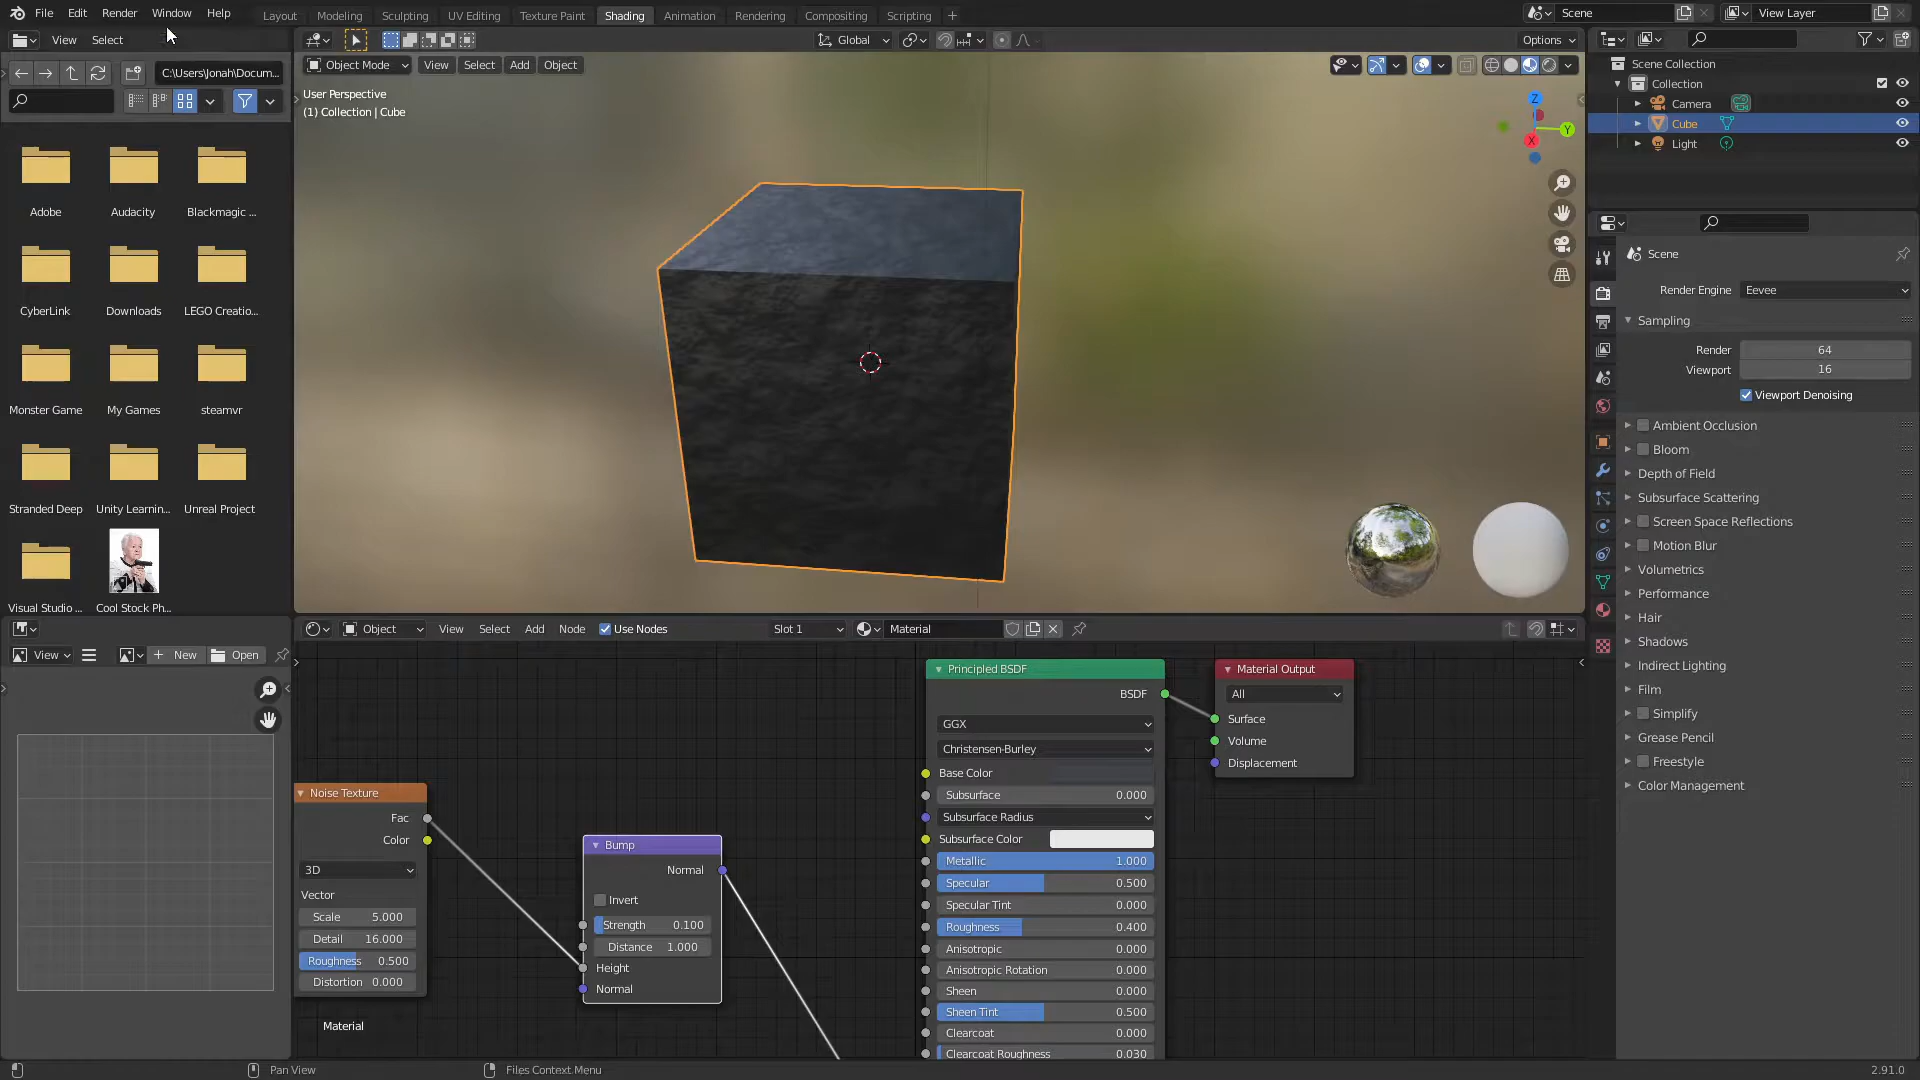 File Edit Render Window Help Layout Modeling Sculpting UV Editing Texture Paint Shading Animation Rendering Compositing Scripting + Scene View Layer
View Select Global Options
C:\Users\Jonah\Docum...
Object Mode View Select Add Object
User Perspective
(1) Collection | Cube
Z
Y
X
Adobe Audacity Blackmagic ...
CyberLink Downloads LEGO Creatio...
Monster Game My Games steamvr
Stranded Deep Unity Learnin... Unreal Project
Visual Studio ... Cool Stock Ph...
Scene Collection
Collection
Camera
Cube
Light
Scene
Render Engine Eevee
Sampling
Render 64
Viewport 16
Viewport Denoising
Ambient Occlusion
Bloom
Depth of Field
Subsurface Scattering
Screen Space Reflections
Motion Blur
Volumetrics
Performance
Hair
Shadows
Indirect Lighting
Film
Simplify
Grease Pencil
Freestyle
Color Management
View New Open
Object View Select Add Node Use Nodes Slot 1 Material
Noise Texture
Fac
Color
3D
Vector
Scale 5.000
Detail 16.000
Roughness 0.500
Distortion 0.000
Material
Bump
Normal
Invert
Strength 0.100
Distance 1.000
Height
Normal
Principled BSDF
BSDF
GGX
Christensen-Burley
Base Color
Subsurface 0.000
Subsurface Radius
Subsurface Color
Metallic 1.000
Specular 0.500
Specular Tint 0.000
Roughness 0.400
Anisotropic 0.000
Anisotropic Rotation 0.000
Sheen 0.000
Sheen Tint 0.500
Clearcoat 0.000
Clearcoat Roughness 0.030
Material Output
All
Surface
Volume
Displacement
Pan View Files Context Menu 2.91.0